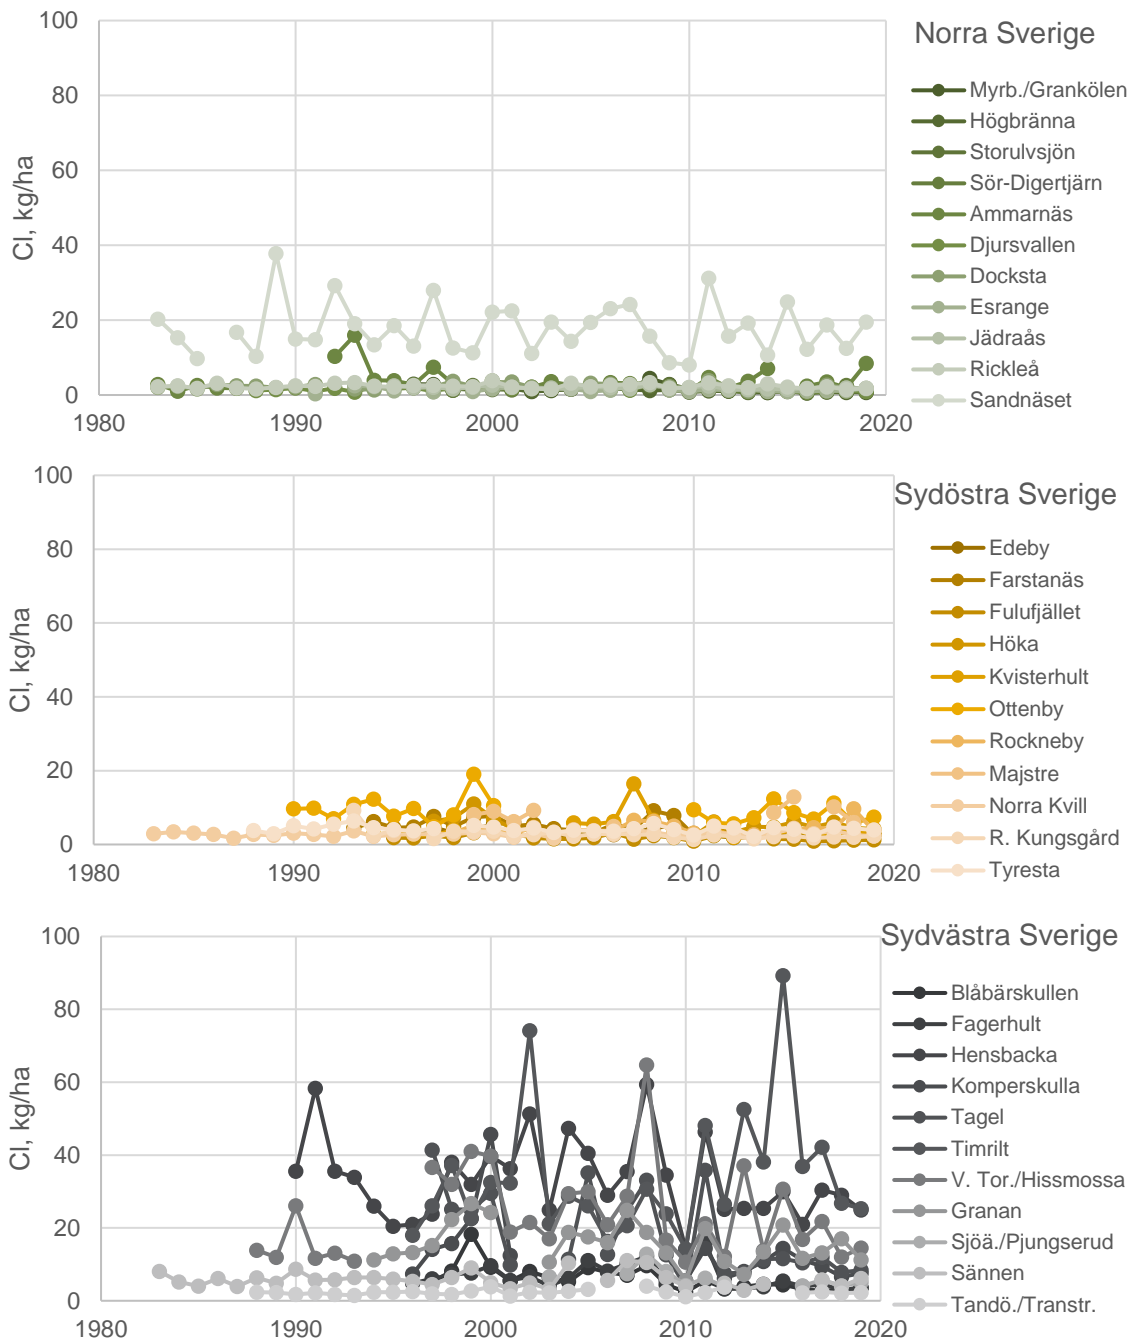 100
80
60
40
20
0
Cl, kg/ha
1980
1990
2000
2010
2020
Norra Sverige
Myrb./Grankölen
Högbränna
Storulvsjön
Sör-Digertjärn
Ammarnäs
Djursvallen
Docksta
Esrange
Jädraås
Rickleå
Sandnäset
100
80
60
40
20
0
Cl, kg/ha
1980
1990
2000
2010
2020
Sydöstra Sverige
Edeby
Farstanäs
Fulufjället
Höka
Kvisterhult
Ottenby
Rockneby
Majstre
Norra Kvill
R. Kungsgård
Tyresta
100
80
60
40
20
0
Cl, kg/ha
1980
1990
2000
2010
2020
Sydvästra Sverige
Blåbärskullen
Fagerhult
Hensbacka
Komperskulla
Tagel
Timrilt
V. Tor./Hissmossa
Granan
Sjöä./Pjungserud
Sännen
Tandö./Transtr.